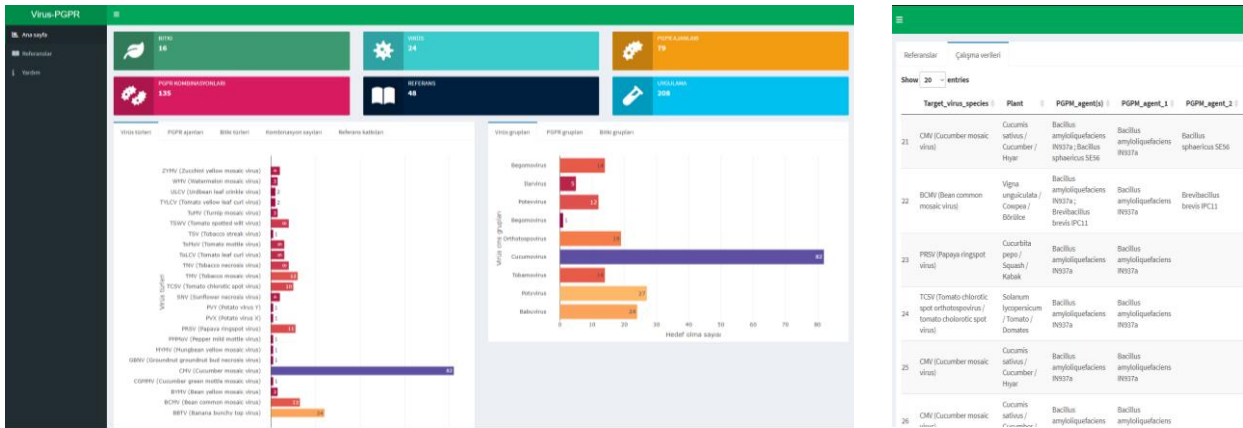 Virus-PGPR
Ana sayfa
Referanslar
Yardım
BITKI
16
VIRÜS
24
PGPR AJANLARI
79
PGPR KOMBINASYONLARI
135
REFERANS
48
UYGULAMA
208
Virüs türleri
PGPR ajanları
Bitki türleri
Kombinasyon sayıları
Referans katkıları
Virüs türleri
ZYMV (Zucchini yellow mosaic virus)
WMV (Watermelon mosaic virus)
ULCV (Urdbean leaf crinkle virus)
TYLCV (Tomato yellow leaf curl virus)
TuMV (Turnip mosaic virus)
TSWV (Tomato spotted wilt virus)
TSV (Tobacco streak virus)
ToMoV (Tomato mottle virus)
ToLCV (Tomato leaf curl virus)
TNV (Tobacco necrosis virus)
TMV (Tobacco mosaic virus)
TCSV (Tomato chlorotic spot virus)
SNV (Sunflower necrosis virus)
PVY (Potato virus Y)
PVX (Potato virus X)
PRSV (Papaya ringspot virus)
PMMoV (Pepper mild mottle virus)
MYMV (Mungbean yellow mosaic virus)
GBNV (Groundnut groundnut bud necrosis virus)
CMV (Cucumber mosaic virus)
CGMMV (Cucumber green mottle mosaic virus)
BYMV (Bean yellow mosaic virus)
BCMV (Bean common mosaic virus)
BBTV (Banana bunchy top virus)
Virüs grupları
PGPR grupları
Bitki grupları
Virüs cins grupları
Begomovirus
Ilarvirus
5
Potexvirus
12
Begomovirus
1
Orthotospovirus
Cucumovirus
82
Tobamovirus
Potyvirus
27
Babuvirus
24
0 10 20 30 40 50 60 70 80
Hedef olma sayısı
Referanslar
Çalışma verileri
Show 20 entries
Target_virus_species Plant PGPM_agent(s) PGPM_agent_1 PGPM_agent_2
21 CMV (Cucumber mosaic virus) Cucumis sativus / Cucumber / Hıyar Bacillus amyloliquefaciens IN937a ; Bacillus sphaericus SE56 Bacillus amyloliquefaciens IN937a Bacillus sphaericus SE56
22 BCMV (Bean common mosaic virus) Vigna unguiculata / Cowpea / Börülce Bacillus amyloliquefaciens IN937a ; Brevibacillus brevis IPC11 Bacillus amyloliquefaciens IN937a Brevibacillus brevis IPC11
23 PRSV (Papaya ringspot virus) Cucurbita pepo / Squash / Kabak Bacillus amyloliquefaciens IN937a Bacillus amyloliquefaciens IN937a
24 TCSV (Tomato chlorotic spot orthotospovirus / tomato cholorotic spot virus) Solanum lycopersicum / Tomato / Domates Bacillus amyloliquefaciens IN937a Bacillus amyloliquefaciens IN937a
25 CMV (Cucumber mosaic virus) Cucumis sativus / Cucumber / Hıyar Bacillus amyloliquefaciens IN937a Bacillus amyloliquefaciens IN937a
26 CMV (Cucumber mosaic Cucumis sativus / Bacillus amyloliquefaciens Bacillus amyloliquefaciens